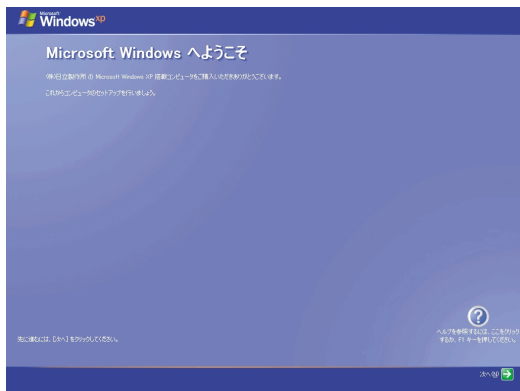 Microsoft
Windows xp
Microsoft Windows へようこそ
(株)日立製作所 の Microsoft Windows XP 搭載コンピュータをご購入いただきありがとうございます。
これからコンピュータのセットアップを行いましょう。
ヘルプを参照するには、ここをクリック
するか、F1 キーを押してください。
先に進むには、[次へ] をクリックしてください。
次へ(N)